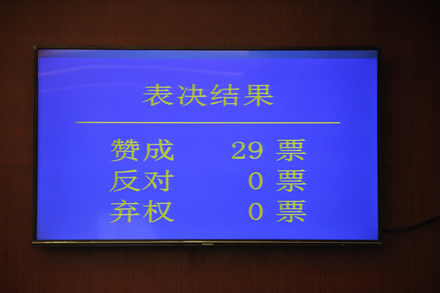 表决结果
赞成 29 票
反对 0 票
弃权 0 票